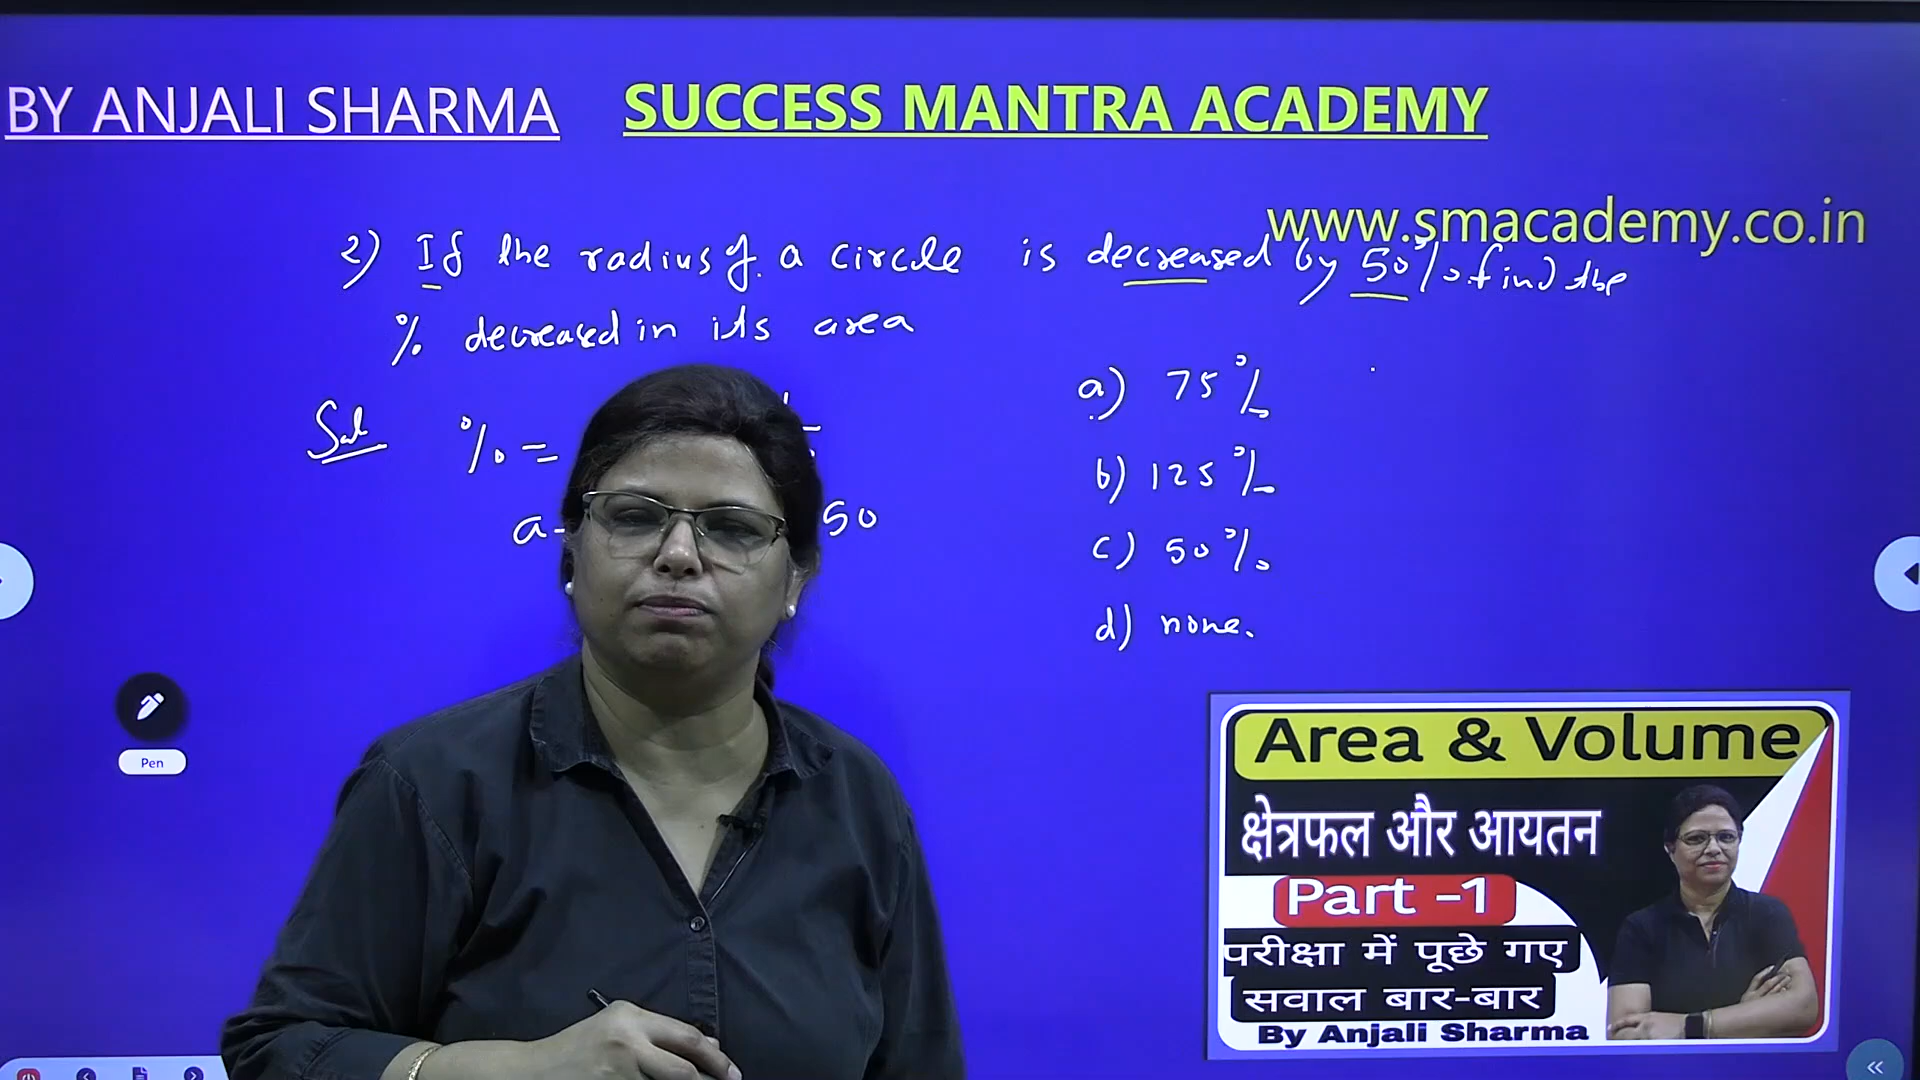 BY ANJALI SHARMA SUCCESS MANTRA ACADEMY
www.smacademy.co.in
2) If the radius of a circle is decreased by 50% find the
% decreased in its area
Sol % =
a- 50
a) 75%
b) 125%
c) 50%
d) none.
Pen
Area & Volume
क्षेत्रफल और आयतन
Part -1
परीक्षा में पूछे गए
सवाल बार-बार
By Anjali Sharma